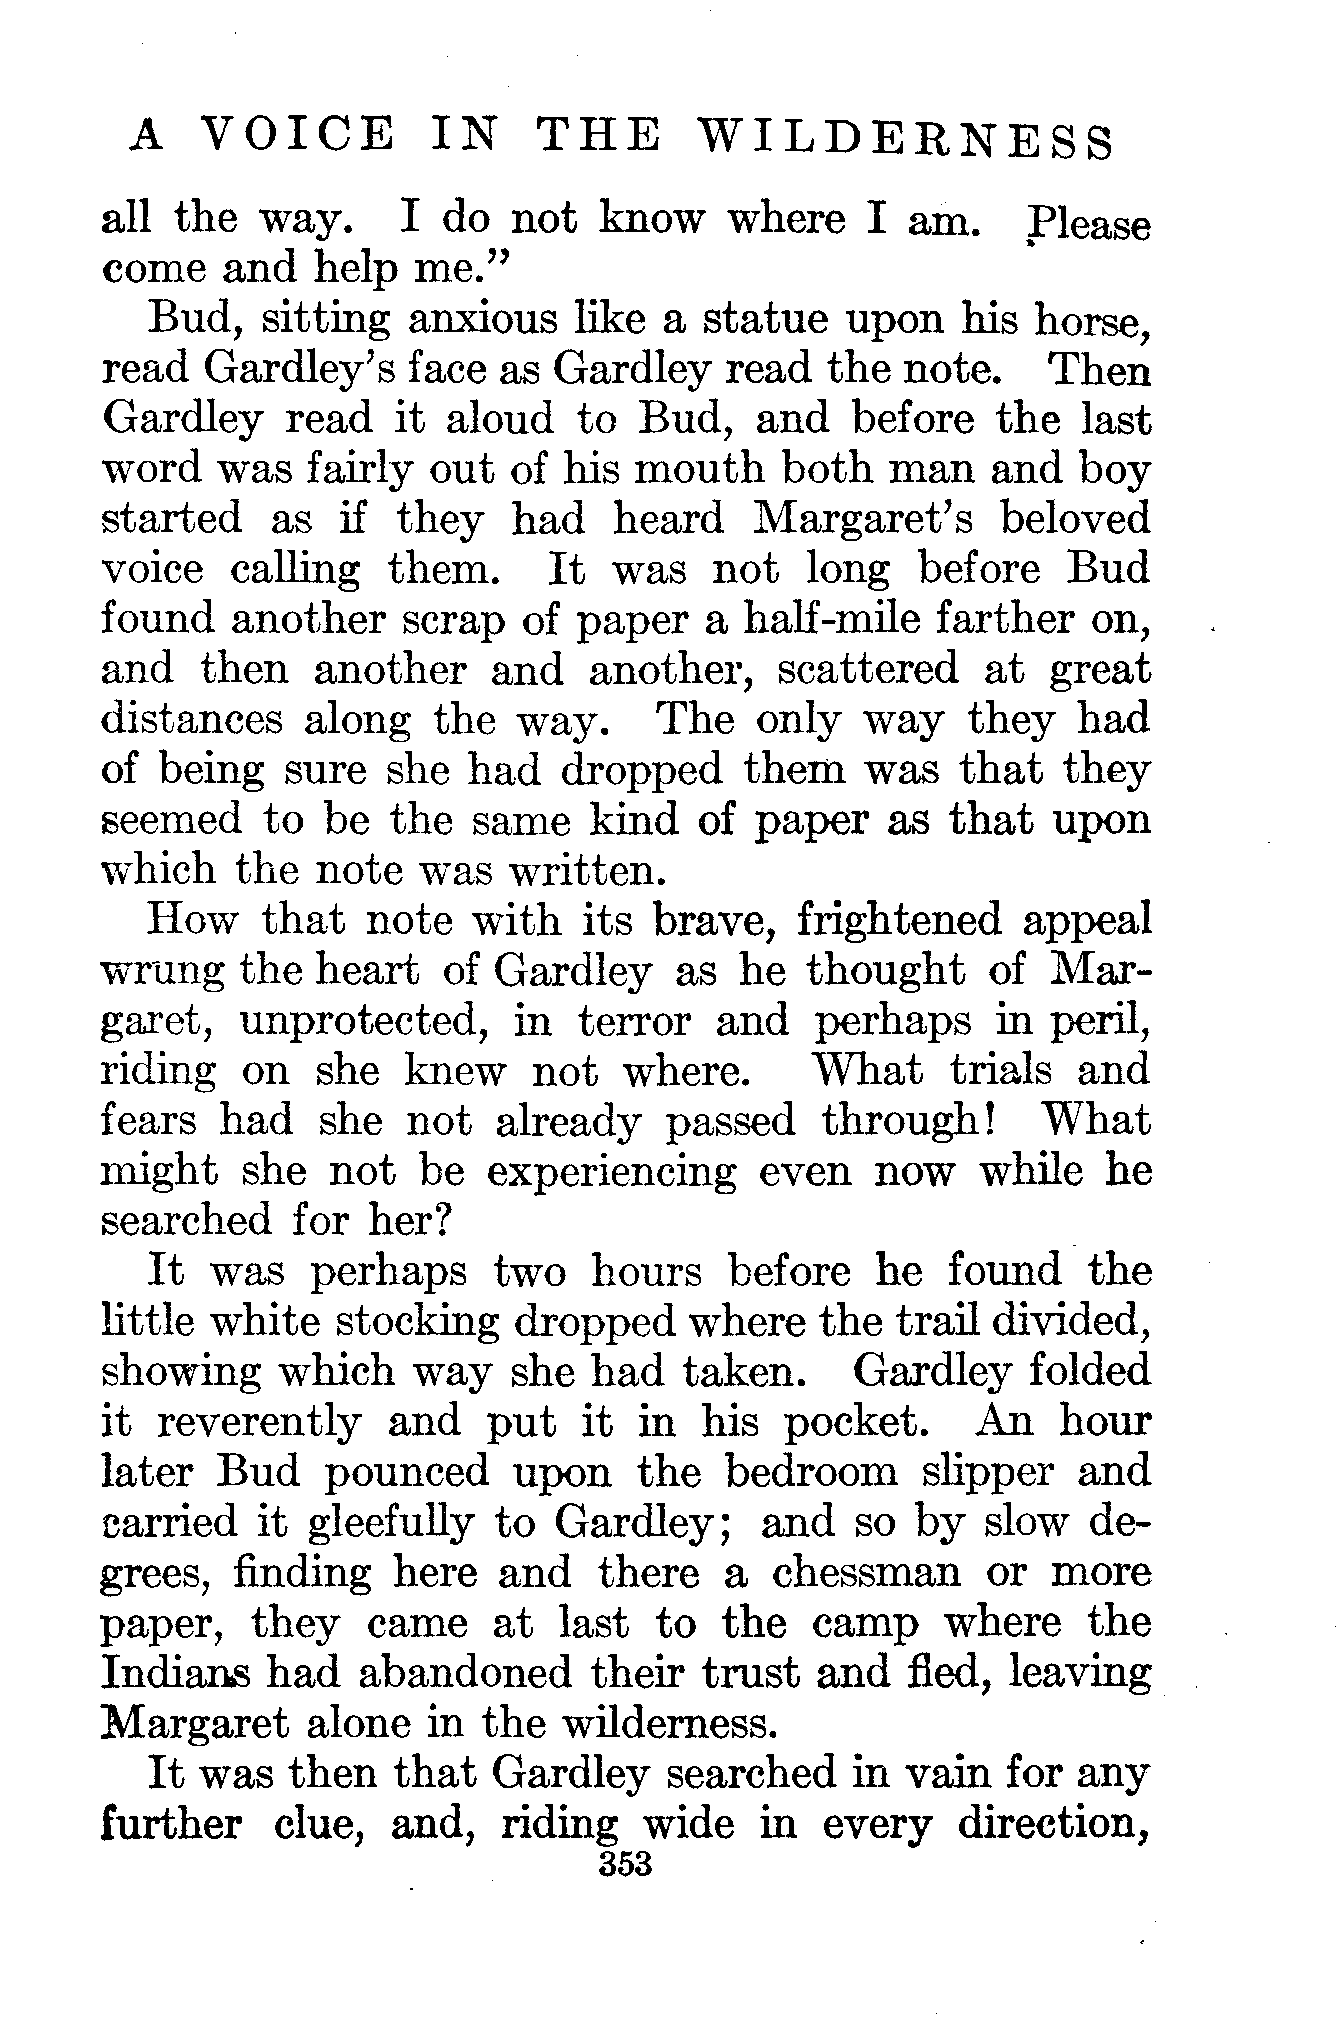 A VOICE IN THE WILDERNESS
all the way. I do not know where I am. Please
come and help me."
Bud, sitting anxious like a statue upon his horse,
read Gardley's face as Gardley read the note. Then
Gardley read it aloud to Bud, and before the last
word was fairly out of his mouth both man and boy
started as if they had heard Margaret's beloved
voice calling them. It was not long before Bud
found another scrap of paper a half-mile farther on,
and then another and another, scattered at great
distances along the way. The only way they had
of being sure she had dropped them was that they
seemed to be the same kind of paper as that upon
which the note was written.
How that note with its brave, frightened appeal
wrung the heart of Gardley as he thought of Mar-
garet, unprotected, in terror and perhaps in peril,
riding on she knew not where. What trials and
fears had she not already passed through! What
might she not be experiencing even now while he
searched for her?
It was perhaps two hours before he found the
little white stocking dropped where the trail divided,
showing which way she had taken. Gardley folded
it reverently and put it in his pocket. An hour
later Bud pounced upon the bedroom slipper and
carried it gleefully to Gardley; and so by slow de-
grees, finding here and there a chessman or more
paper, they came at last to the camp where the
Indians had abandoned their trust and fled, leaving
Margaret alone in the wilderness.
It was then that Gardley searched in vain for any
further clue, and, riding wide in every direction,
353